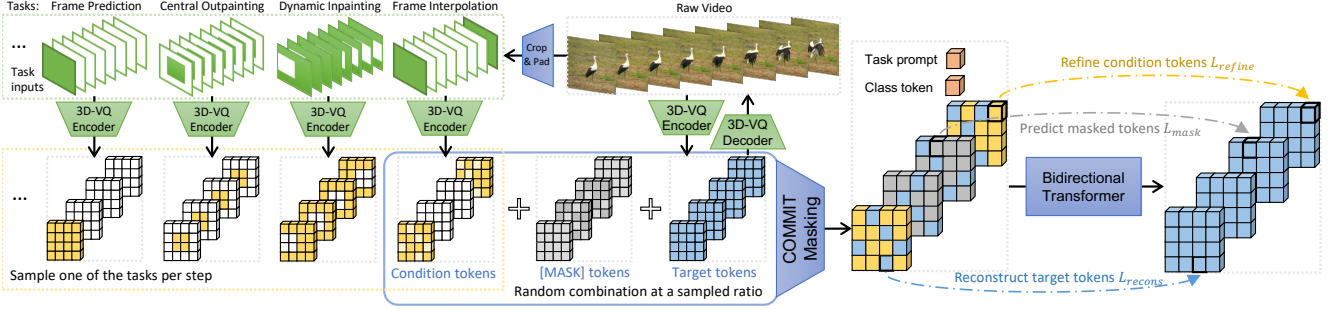 Tasks:
Frame Prediction
Central Outpainting
Dynamic Inpainting
Frame Interpolation
Raw Video
...
Task
inputs
Crop
& Pad
3D-VQ
Encoder
3D-VQ
Encoder
3D-VQ
Encoder
3D-VQ
Encoder
3D-VQ
Encoder
3D-VQ
Decoder
...
Sample one of the tasks per step
Condition tokens
[MASK] tokens
Target tokens
Random combination at a sampled ratio
COMMIT
Masking
Task prompt
Class token
Refine condition tokens L_refine
Predict masked tokens L_mask
Bidirectional
Transformer
Reconstruct target tokens L_recons